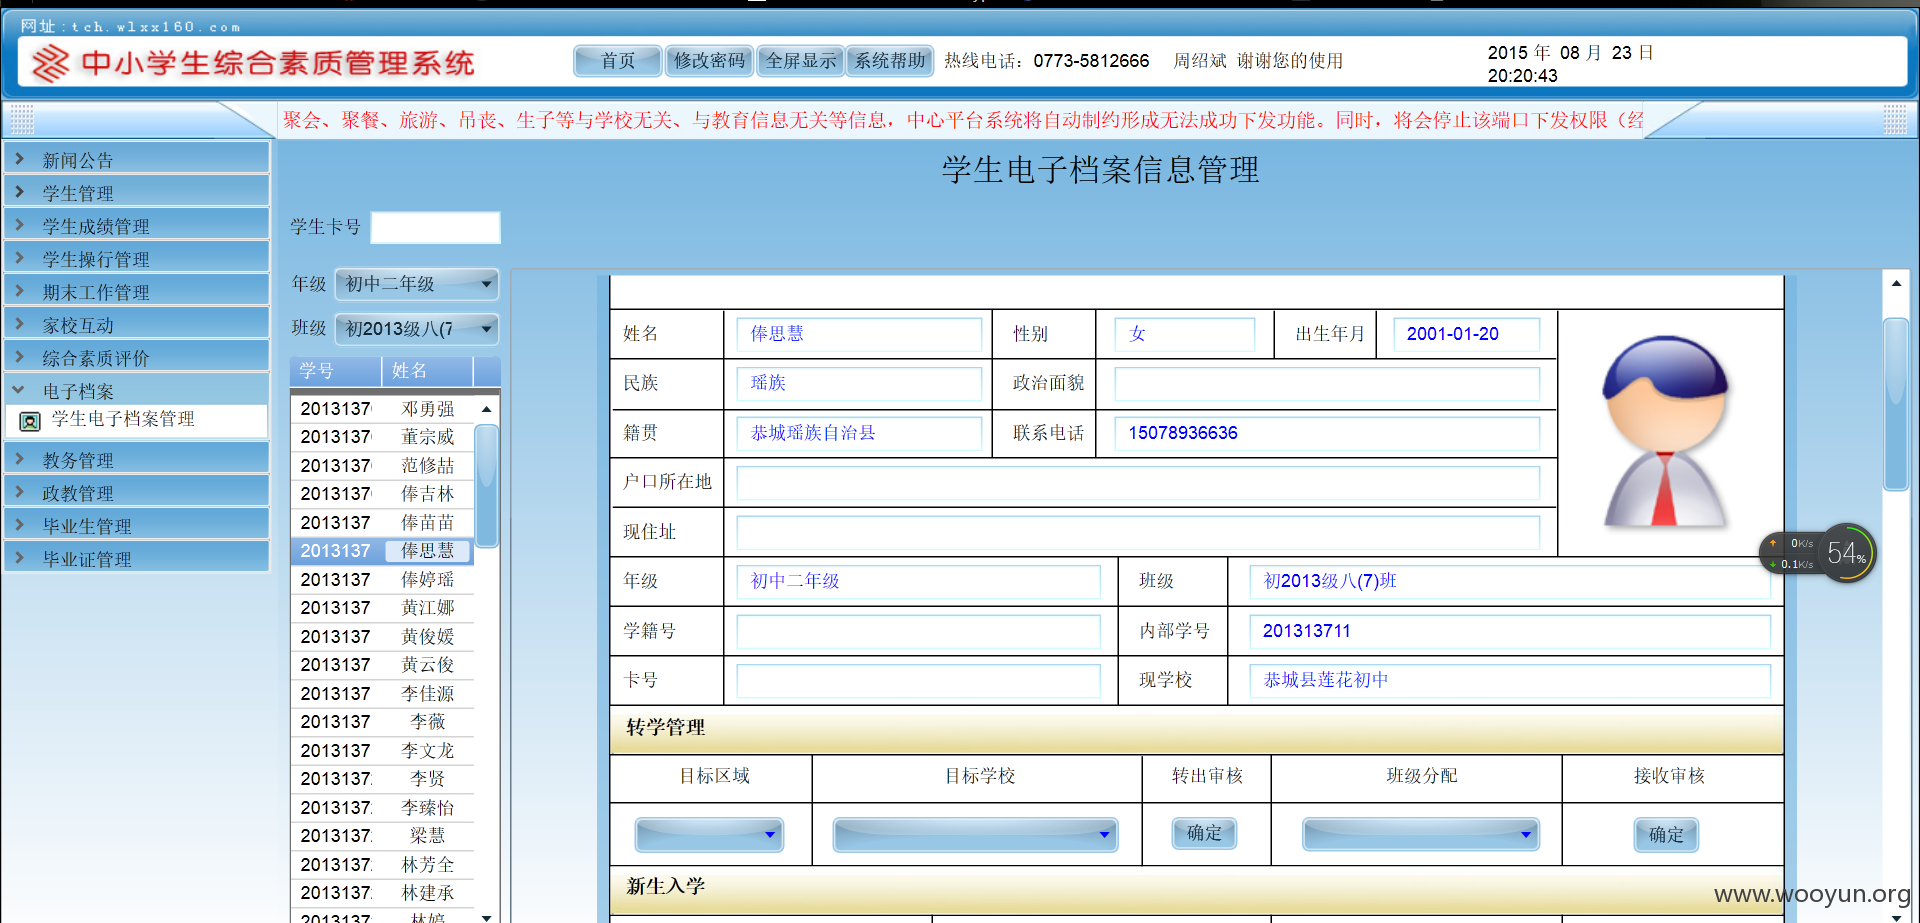 网址:tch.wlxx160.com
中小学生综合素质管理系统
首页 修改密码 全屏显示 系统帮助 热线电话: 0773-5812666 周绍斌 谢谢您的使用
2015 年 08 月 23 日
20:20:43
聚会、聚餐、旅游、吊丧、生子等与学校无关、与教育信息无关等信息，中心平台系统将自动制约形成无法成功下发功能。同时，将会停止该端口下发权限（经
新闻公告
学生管理
学生成绩管理
学生操行管理
期末工作管理
家校互动
综合素质评价
电子档案
学生电子档案管理
教务管理
政教管理
毕业生管理
毕业证管理
学生电子档案信息管理
学生卡号
年级 初中二年级
班级 初2013级八(7
学号 姓名
2013137 邓勇强
2013137 董宗威
2013137 范修喆
2013137 俸吉林
2013137 俸苗苗
2013137 俸思慧
2013137 俸婷瑶
2013137 黄江娜
2013137 黄俊媛
2013137 黄云俊
2013137 李佳源
2013137 李薇
2013137 李文龙
2013137 李贤
2013137 李臻怡
2013137 梁慧
2013137 林芳全
2013137 林建承
2013137 林婷
姓名 俸思慧 性别 女 出生年月 2001-01-20
民族 瑶族 政治面貌
籍贯 恭城瑶族自治县 联系电话 15078936636
户口所在地
现住址
年级 初中二年级 班级 初2013级八(7)班
学籍号 内部学号 201313711
卡号 现学校 恭城县莲花初中
转学管理
目标区域 目标学校 转出审核 班级分配 接收审核
确定 确定
新生入学
0K/s
0.1K/s
54%
www.wooyun.org